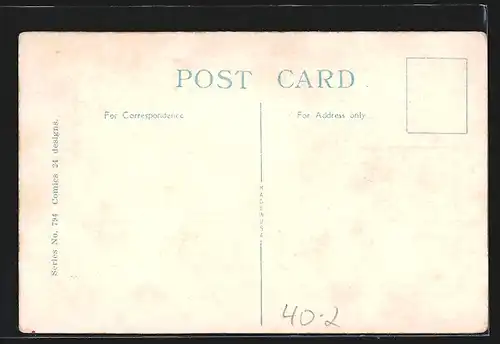 POST CARD
For Correspondence
For Address only
Series No. 794 Comics 24 designs.
40-2